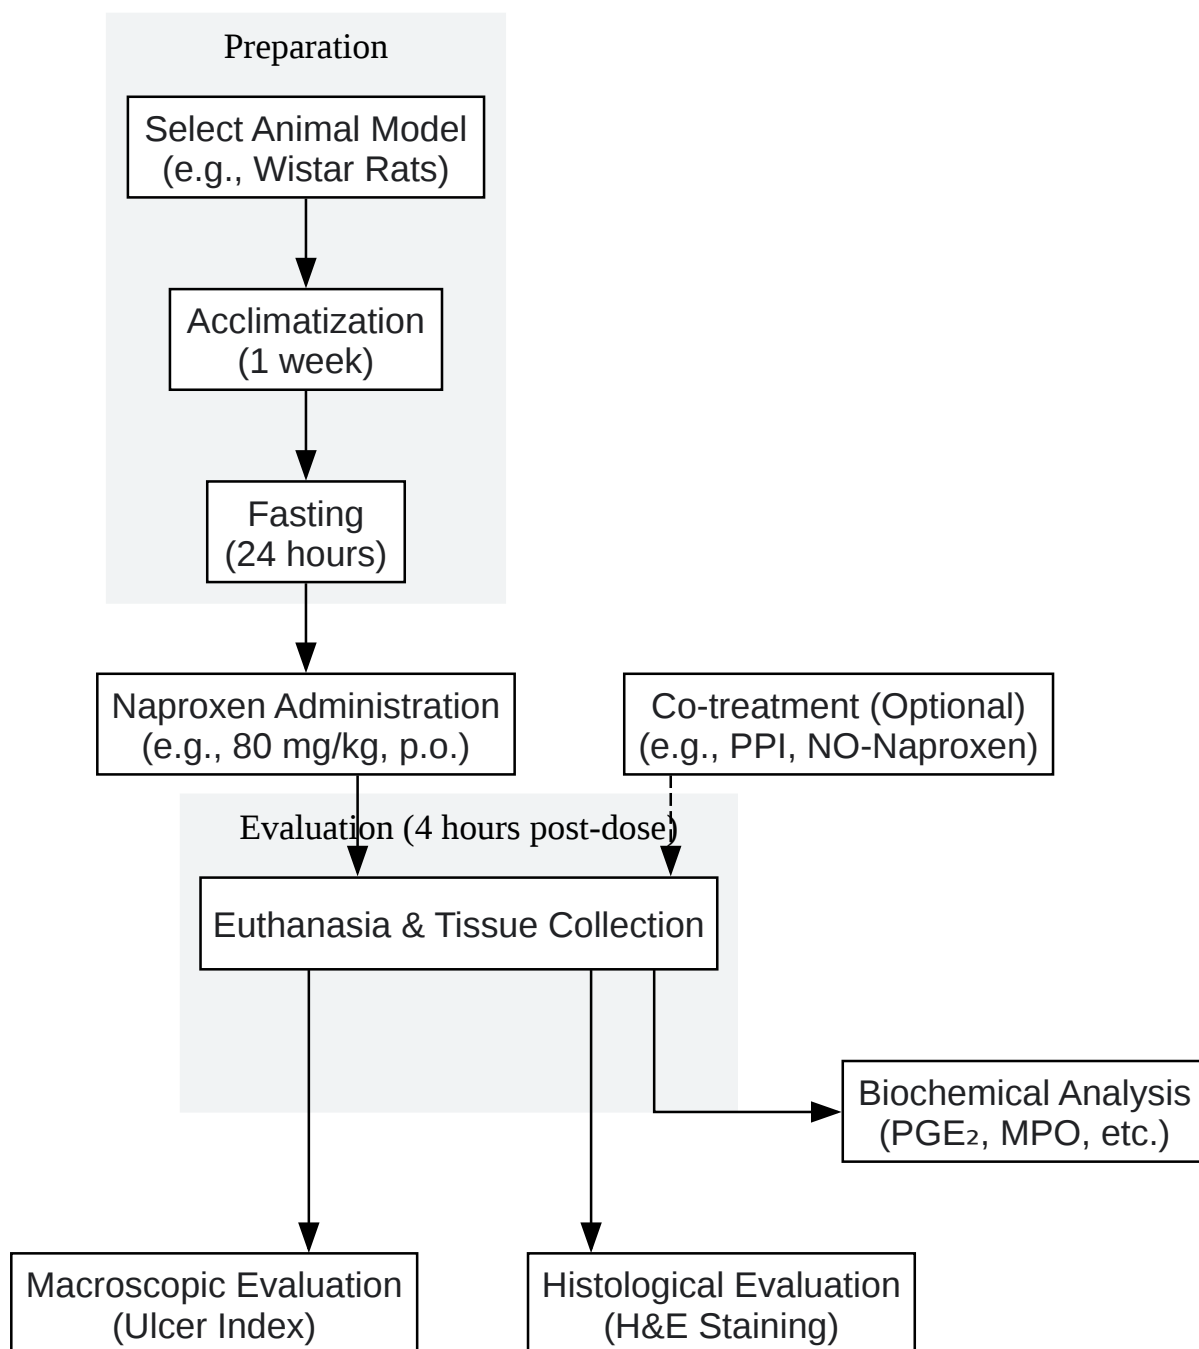 Preparation
Select Animal Model
(e.g., Wistar Rats)
Acclimatization
(1 week)
Fasting
(24 hours)
Naproxen Administration
(e.g., 80 mg/kg, p.o.)
Co-treatment (Optional)
(e.g., PPI, NO-Naproxen)
Evaluation (4 hours post-dose)
Euthanasia & Tissue Collection
Biochemical Analysis
(PGE₂, MPO, etc.)
Macroscopic Evaluation
(Ulcer Index)
Histological Evaluation
(H&E Staining)